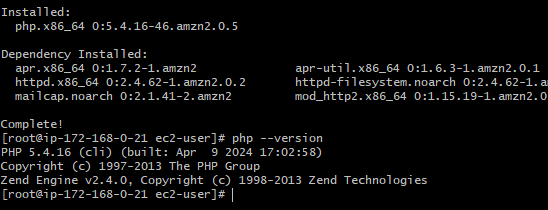 Installed:
php.x86_64 0:5.4.16-46.amzn2.0.5
Dependency Installed:
apr.x86_64 0:1.7.2-1.amzn2 apr-util.x86_64 0:1.6.3-1.amzn2.0.1
httpd.x86_64 0:2.4.62-1.amzn2.0.2 httpd-filesystem.noarch 0:2.4.62-1.amzn2
mailcap.noarch 0:2.1.41-2.amzn2 mod_http2.x86_64 0:1.15.19-1.amzn2.0
Complete!
[root@ip-172-168-0-21 ec2-user]# php --version
PHP 5.4.16 (cli) (built: Apr  9 2024 17:02:58)
Copyright (c) 1997-2013 The PHP Group
Zend Engine v2.4.0, Copyright (c) 1998-2013 Zend Technologies
[root@ip-172-168-0-21 ec2-user]#